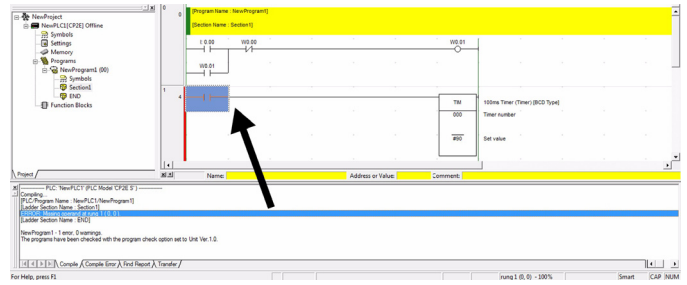 NewProject
NewPLC1[CP2E] Offline
Symbols
Settings
Memory
Programs
NewProgram1 (00)
Symbols
Section1
END
Function Blocks
Project
0
0
[Program Name : NewProgram1]
[Section Name : Section1]
I: 0.00
W0.00
W0.01
W0.01
1
4
TIM
100ms Timer (Timer) [BCD Type]
000
Timer number
#90
Set value
Name:
Address or Value:
Comment:
----------- PLC: 'NewPLC1' (PLC Model 'CP2E S') -----------
Compiling...
[PLC/Program Name : NewPLC1/NewProgram1]
[Ladder Section Name : Section1]
ERROR: Missing operand at rung 1 ( 0, 0 ).
[Ladder Section Name : END]
NewProgram1 - 1 error, 0 warnings.
The programs have been checked with the program check option set to Unit Ver.1.0.
Compile
Compile Error
Find Report
Transfer
For Help, press F1
rung 1 (0, 0) - 100%
Smart
CAP
NUM